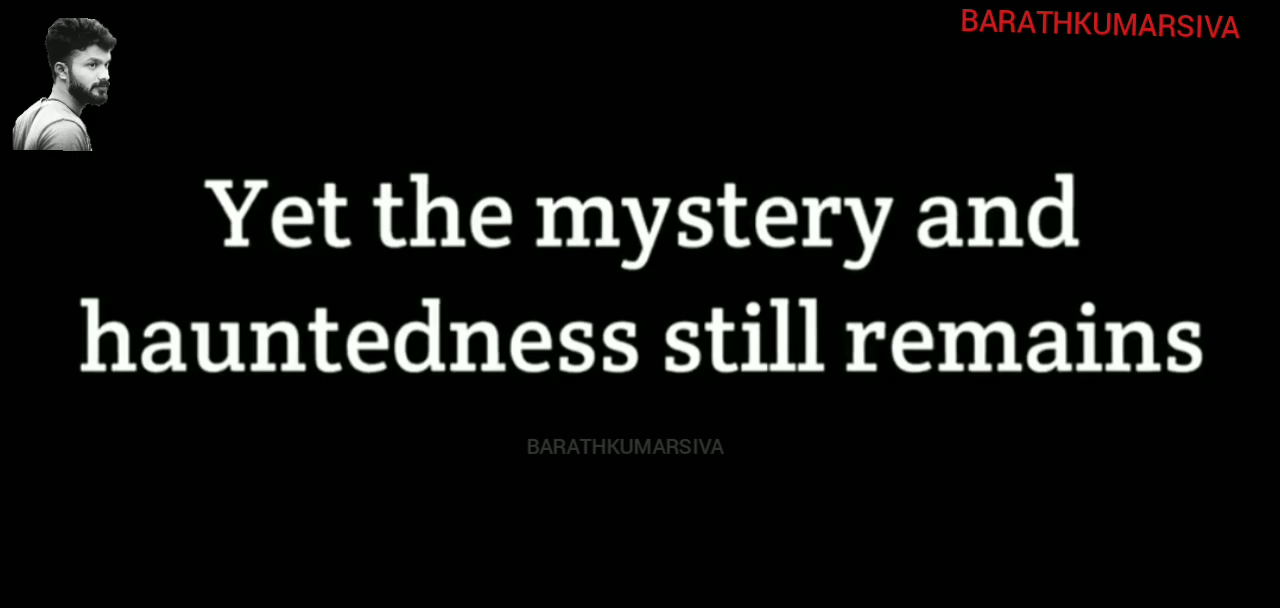 BARATHKUMARSIVA
Yet the mystery and
hauntedness still remains
BARATHKUMARSIVA